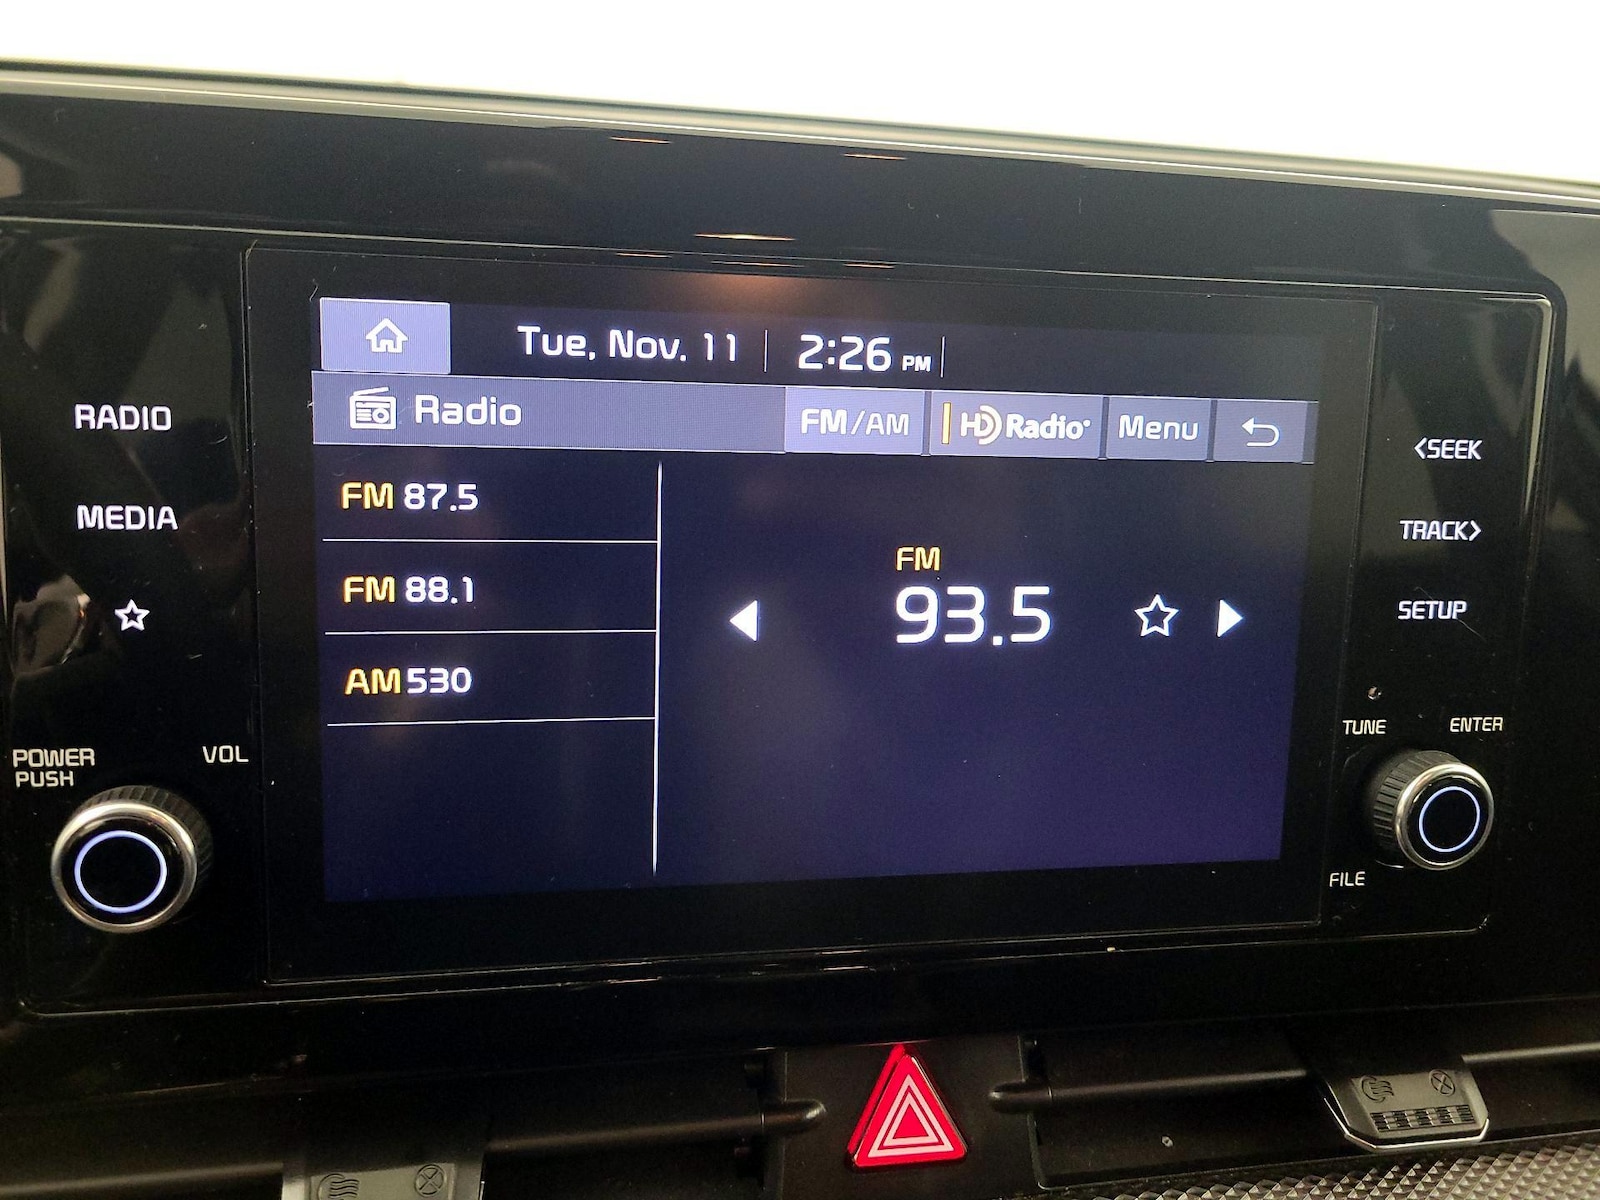 Tue, Nov. 11
2:26 PM
Radio
FM/AM
HD Radio
Menu
FM 87.5
FM 88.1
AM 530
FM
93.5
RADIO
MEDIA
POWER
PUSH
VOL
<SEEK
TRACK>
SETUP
TUNE
ENTER
FILE